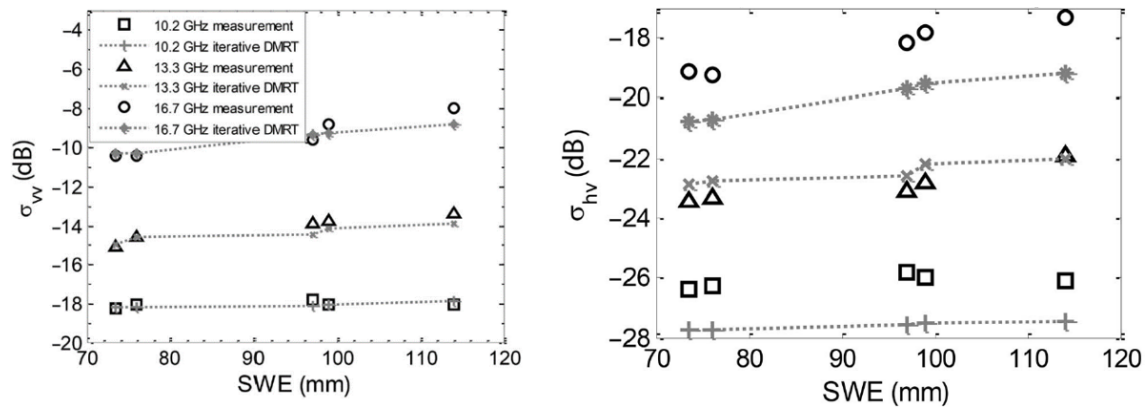 σvv (dB)
−4
−6
−8
−10
−12
−14
−16
−18
−20
10.2 GHz measurement
10.2 GHz iterative DMRT
13.3 GHz measurement
13.3 GHz iterative DMRT
16.7 GHz measurement
16.7 GHz iterative DMRT
70 80 90 100 110 120
SWE (mm)
σhv (dB)
−18
−20
−22
−24
−26
−28
70 80 90 100 110 120
SWE (mm)